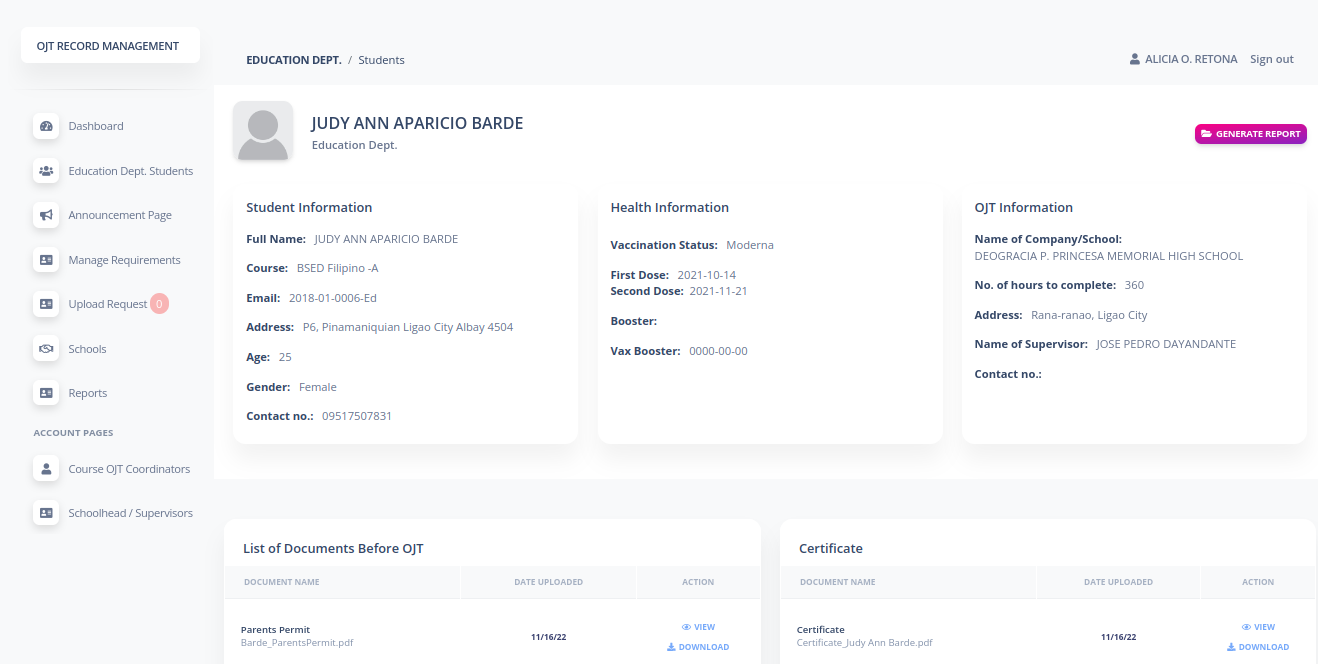 OJT RECORD MANAGEMENT
EDUCATION DEPT. / Students
ALICIA O. RETONA Sign out
Dashboard
Education Dept. Students
Announcement Page
Manage Requirements
Upload Request 0
Schools
Reports
ACCOUNT PAGES
Course OJT Coordinators
Schoolhead / Supervisors
JUDY ANN APARICIO BARDE
Education Dept.
GENERATE REPORT
Student Information
Full Name: JUDY ANN APARICIO BARDE
Course: BSED Filipino -A
Email: 2018-01-0006-Ed
Address: P6, Pinamaniquian Ligao City Albay 4504
Age: 25
Gender: Female
Contact no.: 09517507831
Health Information
Vaccination Status: Moderna
First Dose: 2021-10-14
Second Dose: 2021-11-21
Booster:
Vax Booster: 0000-00-00
OJT Information
Name of Company/School:
DEOGRACIA P. PRINCESA MEMORIAL HIGH SCHOOL
No. of hours to complete: 360
Address: Rana-ranao, Ligao City
Name of Supervisor: JOSE PEDRO DAYANDANTE
Contact no.:
List of Documents Before OJT
DOCUMENT NAME DATE UPLOADED ACTION
Parents Permit
Barde_ParentsPermit.pdf
11/16/22
VIEW
DOWNLOAD
Certificate
DOCUMENT NAME DATE UPLOADED ACTION
Certificate
Certificate_Judy Ann Barde.pdf
11/16/22
VIEW
DOWNLOAD